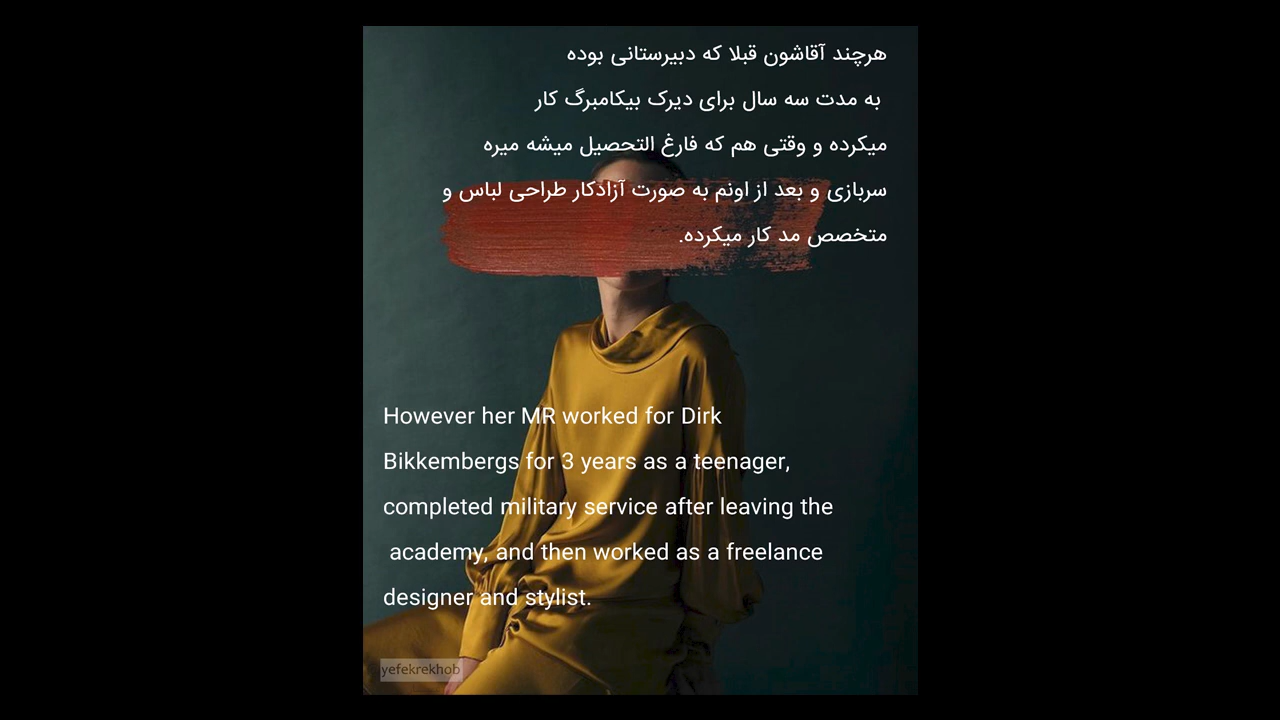 هرچند آقاشون قبلا که دبیرستانی بوده
به مدت سه سال برای دیرک بیکامبرگ کار
میکرده و وقتی هم که فارغ التحصیل میشه میره
سربازی و بعد از اونم به صورت آزادکار طراحی لباس و
متخصص مد کار میکرده.
However her MR worked for Dirk
Bikkembergs for 3 years as a teenager,
completed military service after leaving the
academy, and then worked as a freelance
designer and stylist.
yefekrekhob